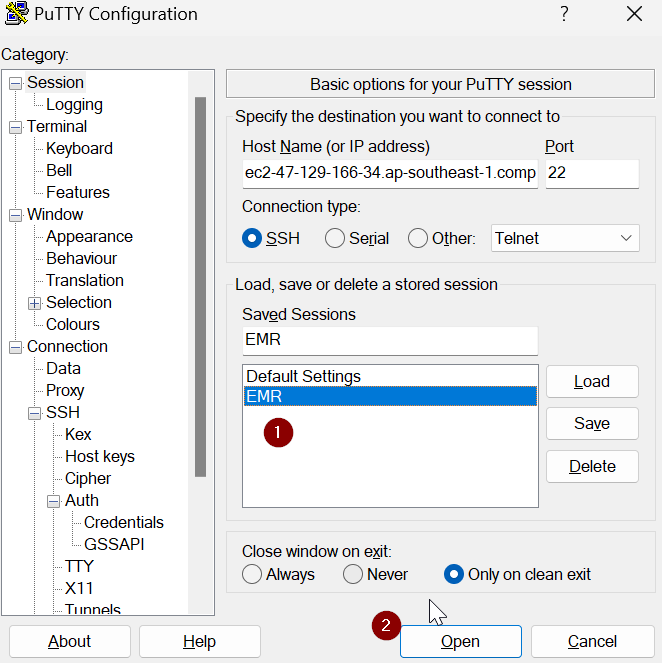 PuTTY Configuration
?
Category:
Session
Logging
Terminal
Keyboard
Bell
Features
Window
Appearance
Behaviour
Translation
Selection
Colours
Connection
Data
Proxy
SSH
Kex
Host keys
Cipher
Auth
Credentials
GSSAPI
TTY
X11
Tunnels
Basic options for your PuTTY session
Specify the destination you want to connect to
Host Name (or IP address) Port
ec2-47-129-166-34.ap-southeast-1.comp 22
Connection type:
SSH Serial Other: Telnet
Load, save or delete a stored session
Saved Sessions
EMR
Default Settings
EMR
1
Load
Save
Delete
Close window on exit:
Always Never Only on clean exit
2
About Help Open Cancel